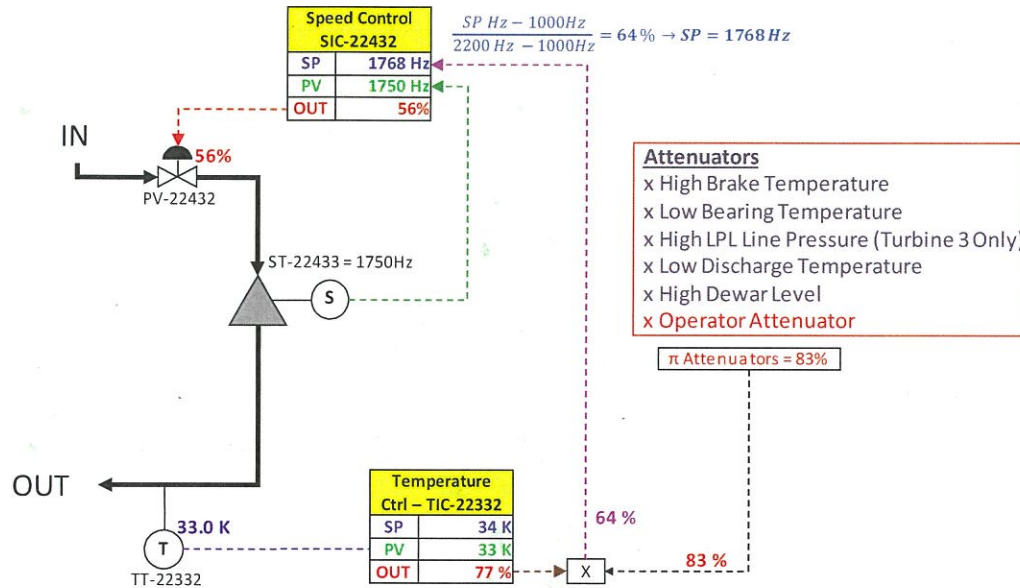 Speed Control
SIC-22432
SP 1768 Hz
PV 1750 Hz
OUT 56%
SP Hz − 1000Hz
2200 Hz − 1000Hz
= 64% → SP = 1768 Hz
IN
56%
PV-22432
Attenuators
x High Brake Temperature
x Low Bearing Temperature
x High LPL Line Pressure (Turbine 3 Only)
x Low Discharge Temperature
x High Dewar Level
x Operator Attenuator
ST-22433 = 1750Hz
S
π Attenuators = 83%
OUT
Temperature
Ctrl – TIC-22332
SP 34 K
PV 33 K
OUT 77 %
33.0 K
T
TT-22332
64 %
X
83 %